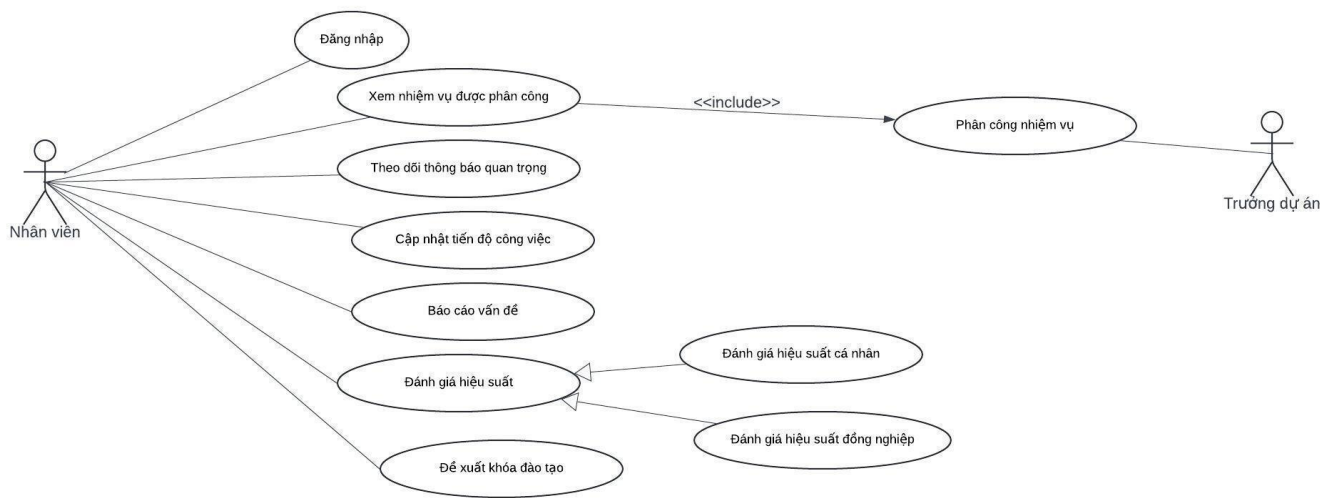 Đăng nhập
Xem nhiệm vụ được phân công
<<include>>
Phân công nhiệm vụ
Theo dõi thông báo quan trọng
Nhân viên
Trưởng dự án
Cập nhật tiến độ công việc
Báo cáo vấn đề
Đánh giá hiệu suất cá nhân
Đánh giá hiệu suất
Đánh giá hiệu suất đồng nghiệp
Đề xuất khóa đào tạo